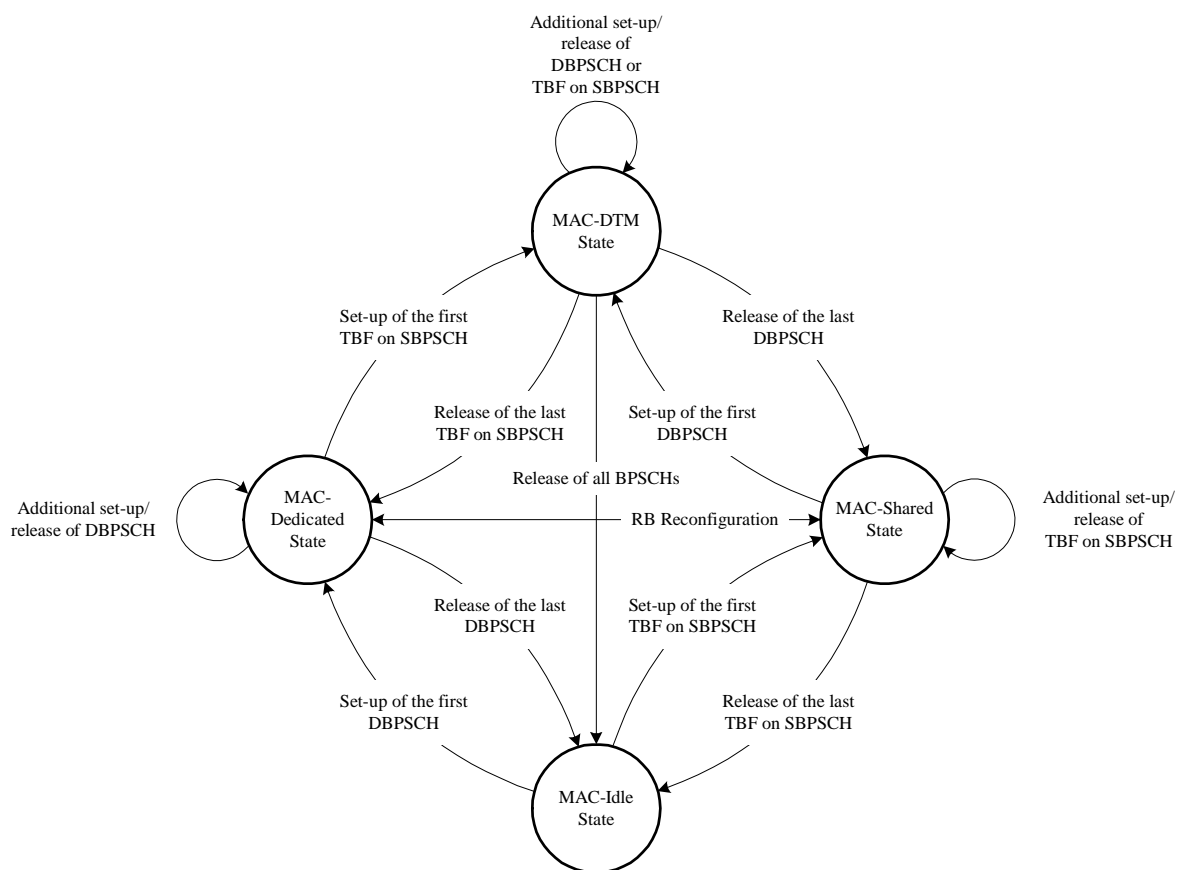 Additional set-up/
release of
DBPSCH or
TBF on SBPSCH
MAC-DTM
State
Set-up of the first
TBF on SBPSCH
Release of the last
DBPSCH
Release of the last
TBF on SBPSCH
Set-up of the first
DBPSCH
Release of all BPSCHs
Additional set-up/
release of DBPSCH
MAC-
Dedicated
State
RB Reconfiguration
MAC-Shared
State
Additional set-up/
release of
TBF on SBPSCH
Release of the last
DBPSCH
Set-up of the first
TBF on SBPSCH
Set-up of the first
DBPSCH
Release of the last
TBF on SBPSCH
MAC-Idle
State